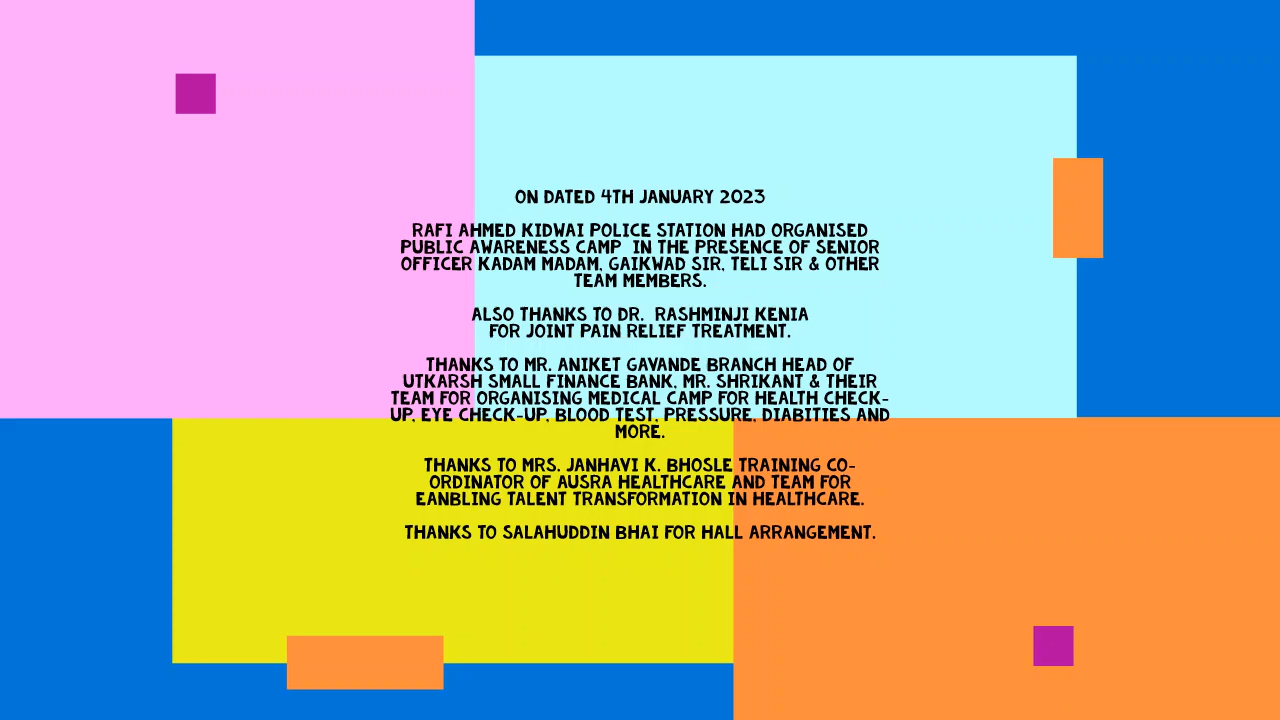 ON DATED 4TH JANUARY 2023
RAFI AHMED KIDWAI POLICE STATION HAD ORGANISED
PUBLIC AWARENESS CAMP IN THE PRESENCE OF SENIOR
OFFICER KADAM MADAM, GAIKWAD SIR, TELI SIR & OTHER
TEAM MEMBERS.
ALSO THANKS TO DR. RASHMINJI KENIA
FOR JOINT PAIN RELIEF TREATMENT.
THANKS TO MR. ANIKET GAVANDE BRANCH HEAD OF
UTKARSH SMALL FINANCE BANK, MR. SHRIKANT & THEIR
TEAM FOR ORGANISING MEDICAL CAMP FOR HEALTH CHECK-
UP, EYE CHECK-UP, BLOOD TEST, PRESSURE, DIABITIES AND
MORE.
THANKS TO MRS. JANHAVI K. BHOSLE TRAINING CO-
ORDINATOR OF AUSRA HEALTHCARE AND TEAM FOR
EANBLING TALENT TRANSFORMATION IN HEALTHCARE.
THANKS TO SALAHUDDIN BHAI FOR HALL ARRANGEMENT.